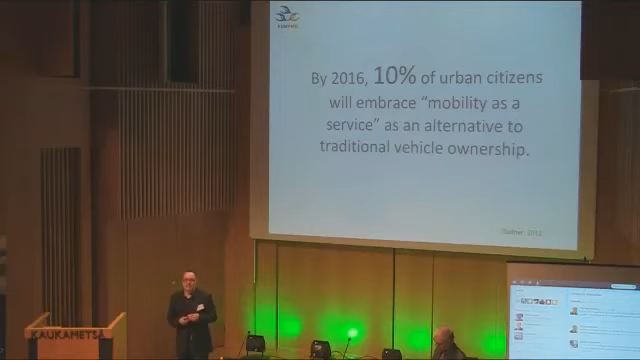 By 2016, 10% of urban citizens
will embrace "mobility as a
service" as an alternative to
traditional vehicle ownership.
Gartner 2012
KAUKAMETSÄ